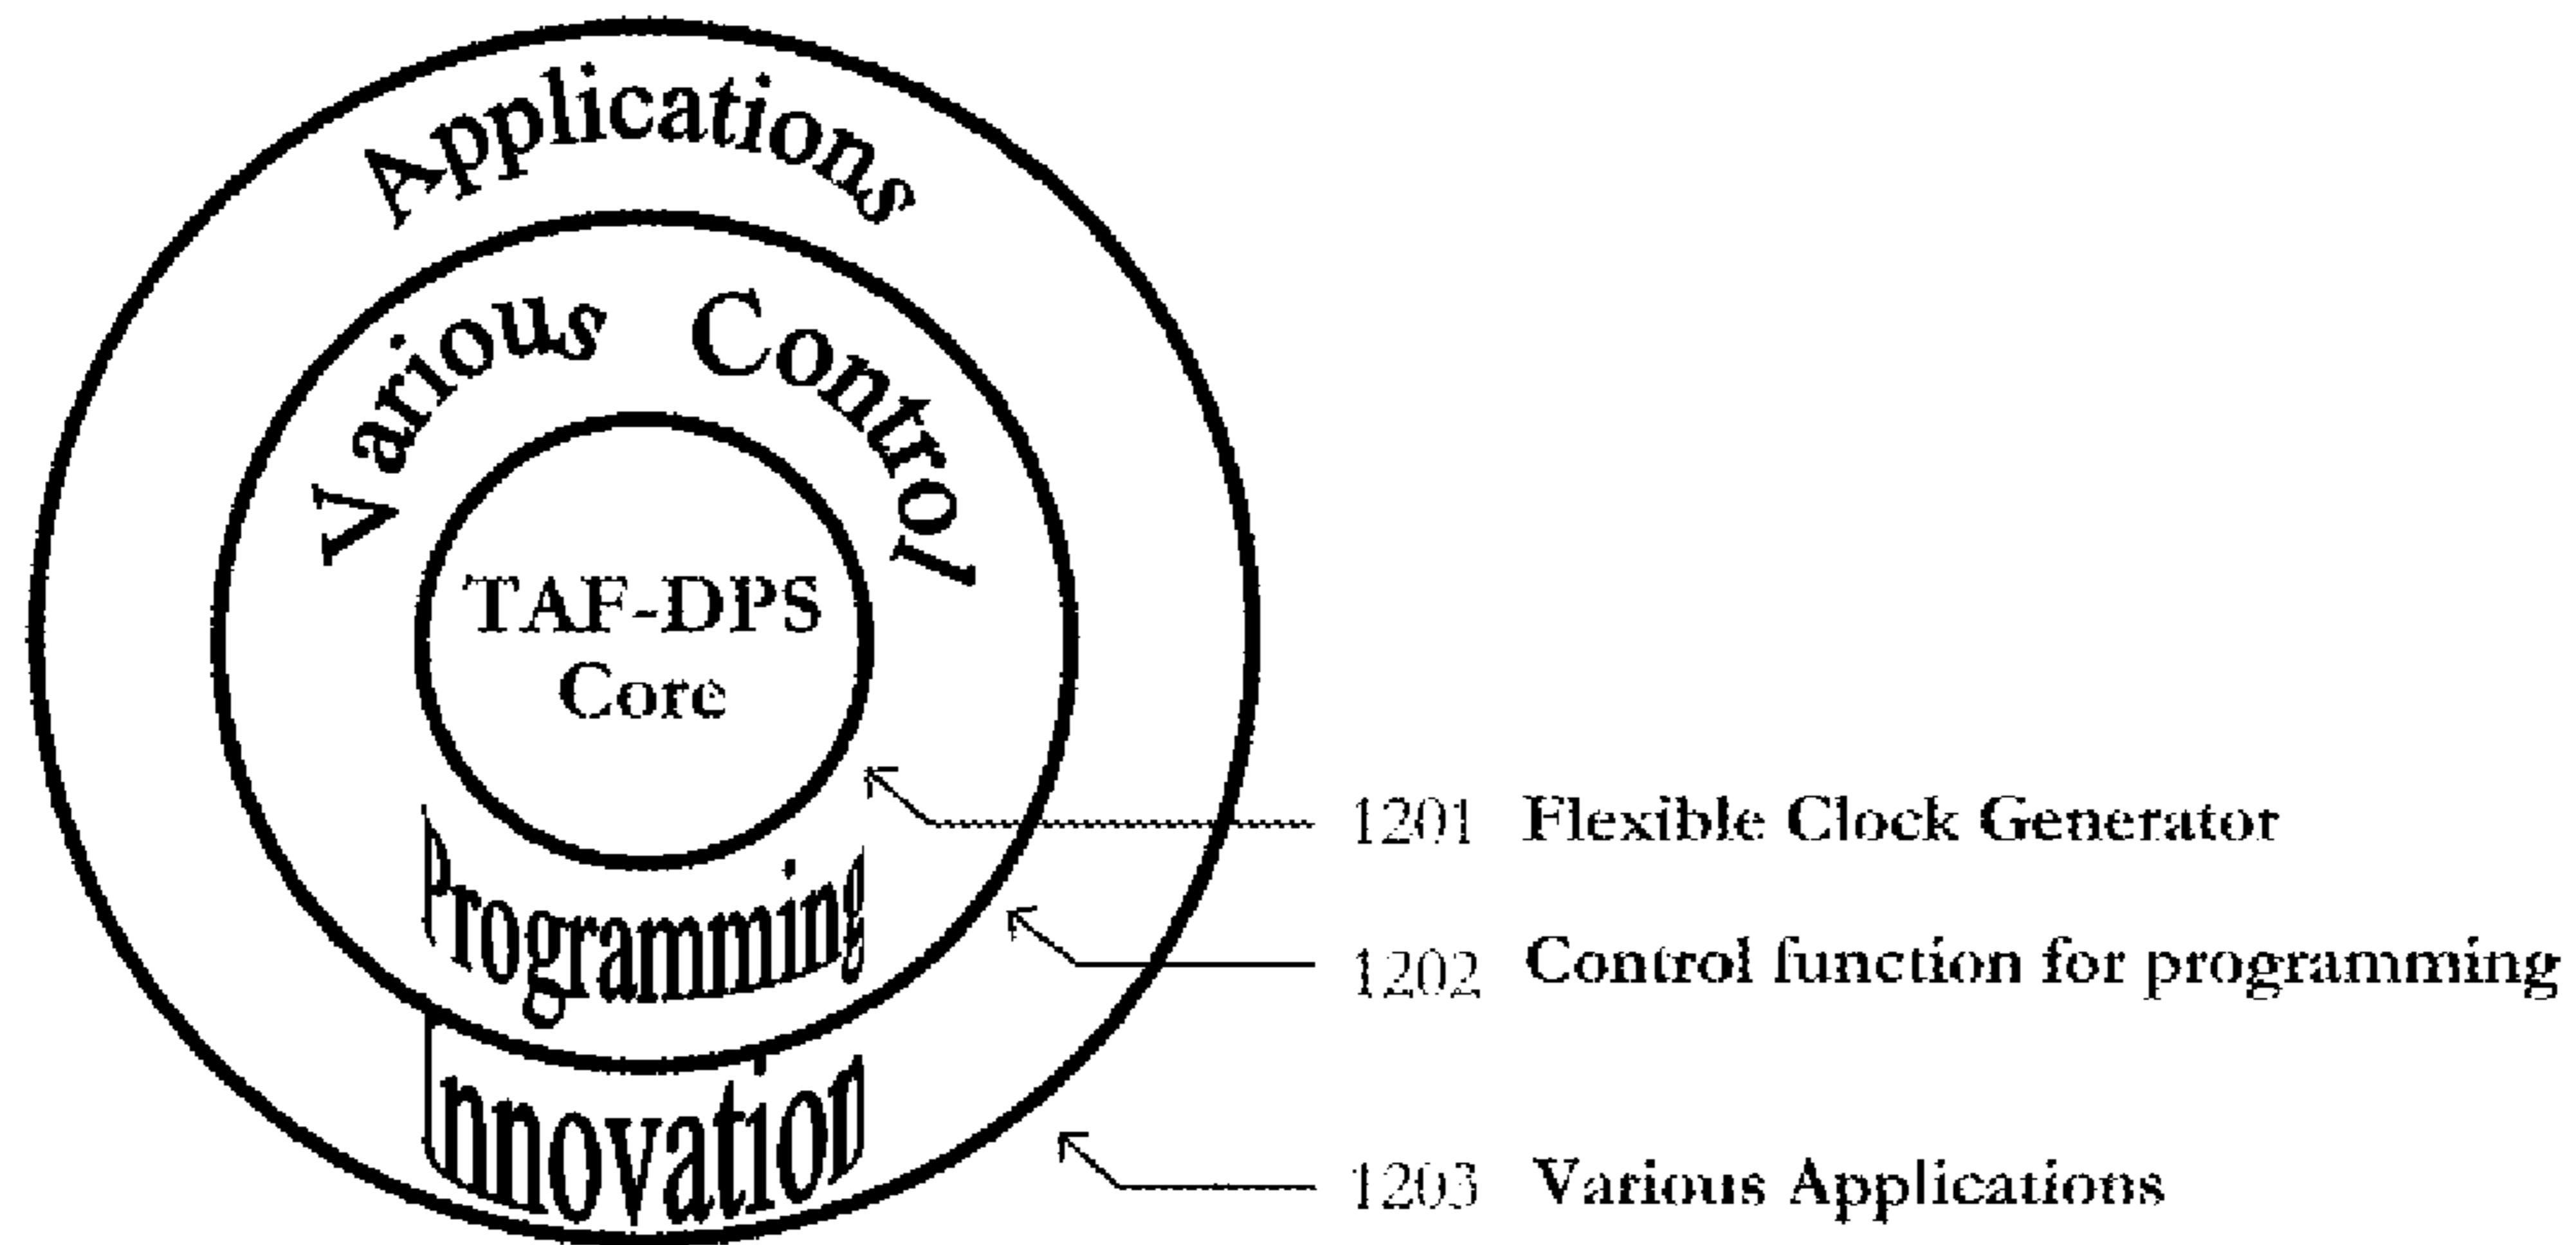 Applications
Various Control
TAF-DPS
Core
Programming
Innovation
1201 Flexible Clock Generator
1202 Control function for programming
1203 Various Applications